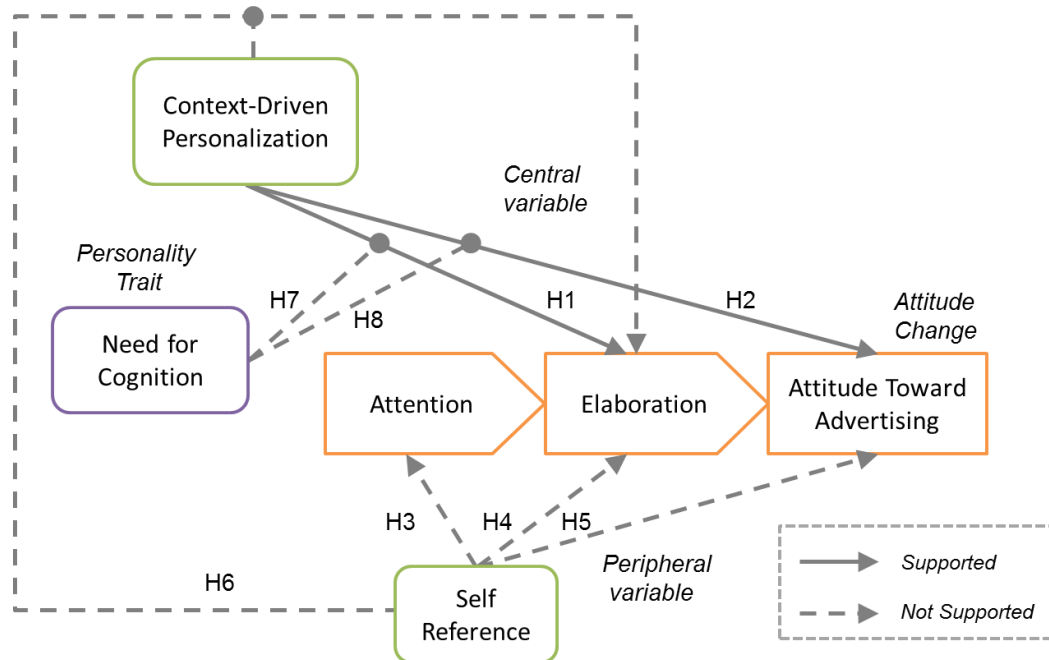 Context-Driven
Personalization
Central
variable
Personality
Trait
H7
H8
H1
H2
Attitude
Change
Need for
Cognition
Attention
Elaboration
Attitude Toward
Advertising
H3
H4
H5
Peripheral
variable
H6
Self
Reference
Supported
Not Supported